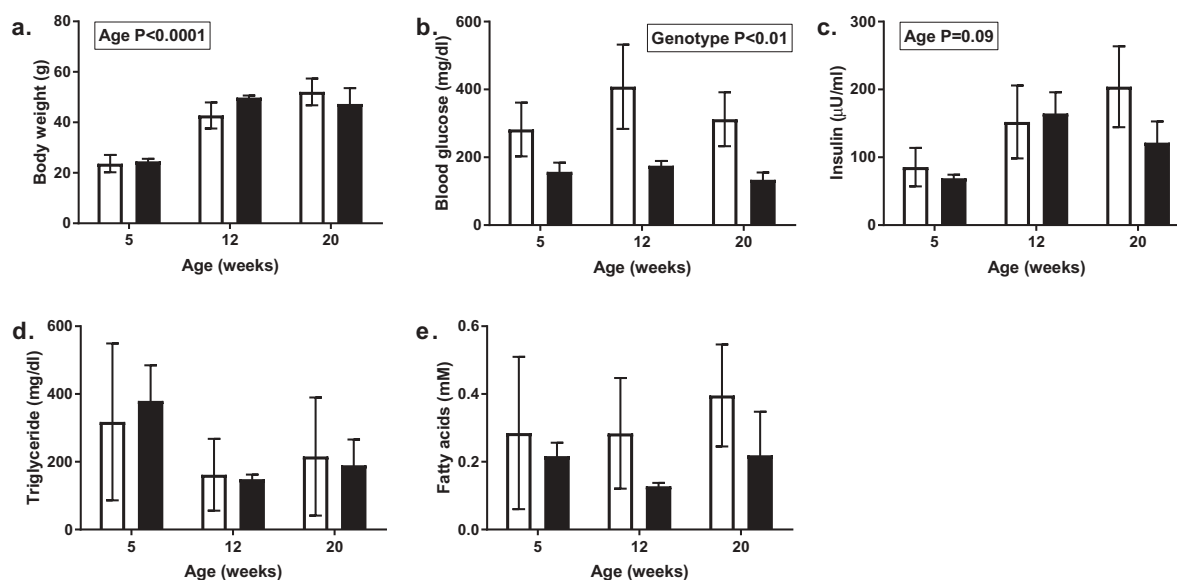 a.
Age P<0.0001
Body weight (g)
80
60
40
20
0
5 12 20
Age (weeks)
b.
Genotype P<0.01
Blood glucose (mg/dl)
600
400
200
0
5 12 20
Age (weeks)
c.
Age P=0.09
Insulin (μU/ml)
300
200
100
0
5 12 20
Age (weeks)
d.
Triglyceride (mg/dl)
600
400
200
0
5 12 20
Age (weeks)
e.
Fatty acids (mM)
0.6
0.4
0.2
0.0
5 12 20
Age (weeks)